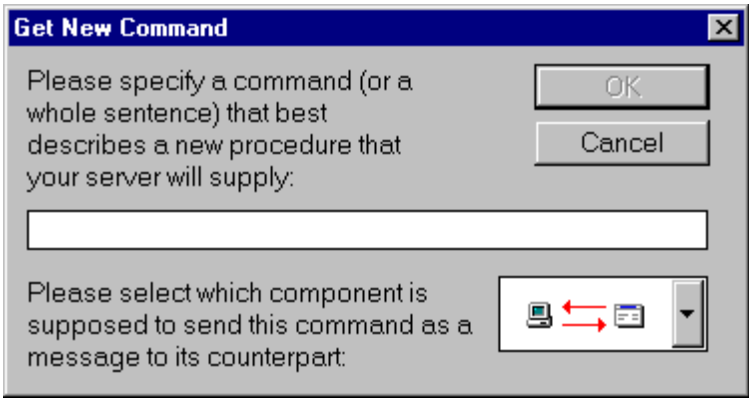 Get New Command
Please specify a command (or a
whole sentence) that best
describes a new procedure that
your server will supply:
OK
Cancel
Please select which component is
supposed to send this command as a
message to its counterpart: